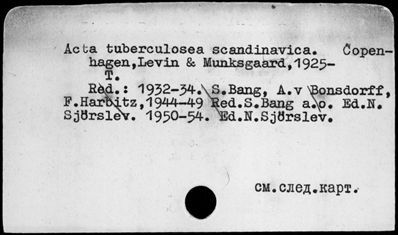 Acta tuberculosea scandinavica. Copen-
hagen,Levin & Munksgaard,1925-
T.
Red.: 1932-34. S.Bang, A.v Bonsdorff,
F.Harbitz,1944-49 Red.S.Bang a.o. Ed.N.
Sjörslev. 1950-54. Ed.N.Sjörslev.
см.след.карт.